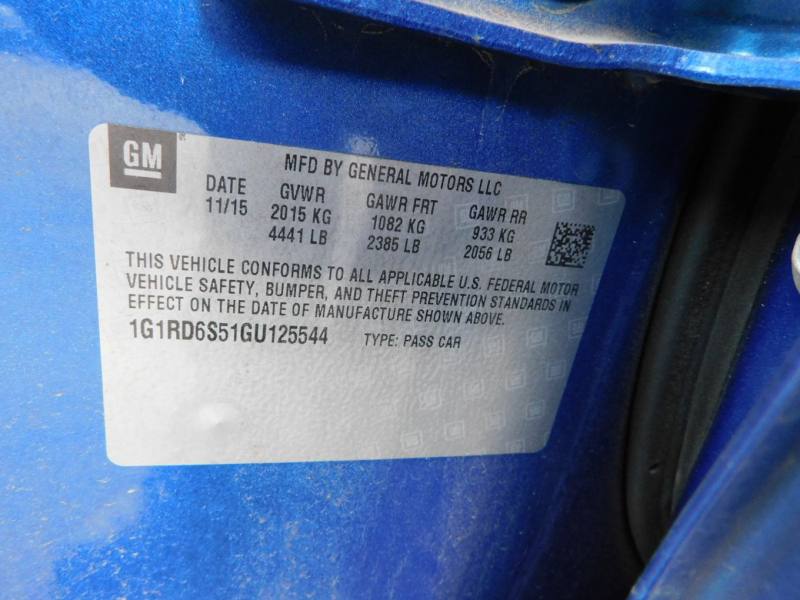 GM
MFD BY GENERAL MOTORS LLC
DATE GVWR GAWR FRT GAWR RR
11/15 2015 KG 1082 KG 933 KG
4441 LB 2385 LB 2056 LB
THIS VEHICLE CONFORMS TO ALL APPLICABLE U.S. FEDERAL MOTOR
VEHICLE SAFETY, BUMPER, AND THEFT PREVENTION STANDARDS IN
EFFECT ON THE DATE OF MANUFACTURE SHOWN ABOVE.
1G1RD6S51GU125544 TYPE: PASS CAR